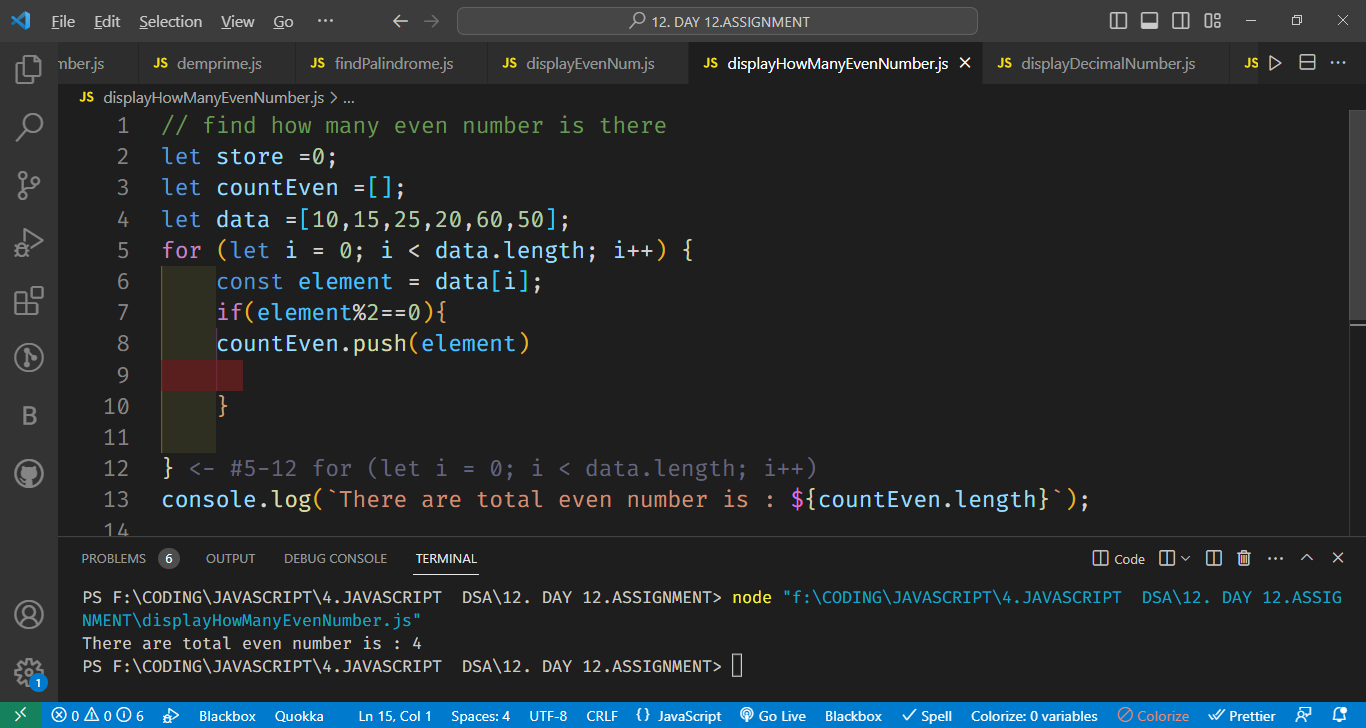 File Edit Selection View Go ··· 12. DAY 12.ASSIGNMENT
mber.js JS demprime.js JS findPalindrome.js JS displayEvenNum.js JS displayHowManyEvenNumber.js JS displayDecimalNumber.js JS
JS displayHowManyEvenNumber.js > ...
1 // find how many even number is there
2 let store =0;
3 let countEven =[];
4 let data =[10,15,25,20,60,50];
5 for (let i = 0; i < data.length; i++) {
6 const element = data[i];
7 if(element%2==0){
8 countEven.push(element)
9
10 }
11
12 } <- #5-12 for (let i = 0; i < data.length; i++)
13 console.log(`There are total even number is : ${countEven.length}`);
14
PROBLEMS 6 OUTPUT DEBUG CONSOLE TERMINAL Code
PS F:\CODING\JAVASCRIPT\4.JAVASCRIPT  DSA\12. DAY 12.ASSIGNMENT> node "f:\CODING\JAVASCRIPT\4.JAVASCRIPT  DSA\12. DAY 12.ASSIG
NMENT\displayHowManyEvenNumber.js"
There are total even number is : 4
PS F:\CODING\JAVASCRIPT\4.JAVASCRIPT  DSA\12. DAY 12.ASSIGNMENT>
B
1
0 0 6 Blackbox Quokka Ln 15, Col 1 Spaces: 4 UTF-8 CRLF {} JavaScript Go Live Blackbox Spell Colorize: 0 variables Colorize Prettier